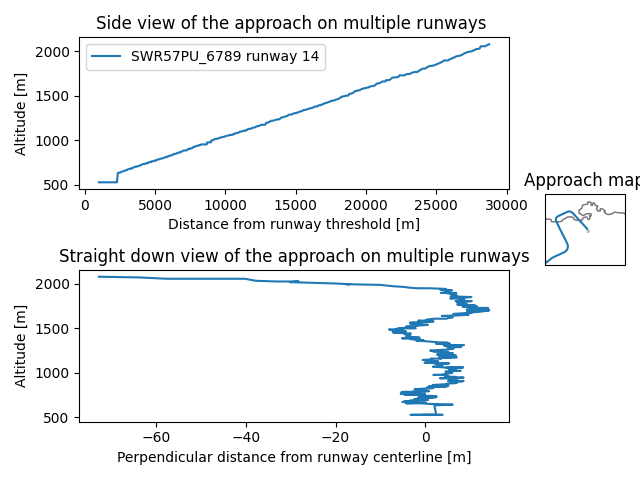 Side view of the approach on multiple runways
2000
1500
1000
500
Altitude [m]
SWR57PU_6789 runway 14
0 5000 10000 15000 20000 25000 30000
Distance from runway threshold [m]
Approach map
Straight down view of the approach on multiple runways
2000
1500
1000
500
Altitude [m]
−60 −40 −20 0
Perpendicular distance from runway centerline [m]